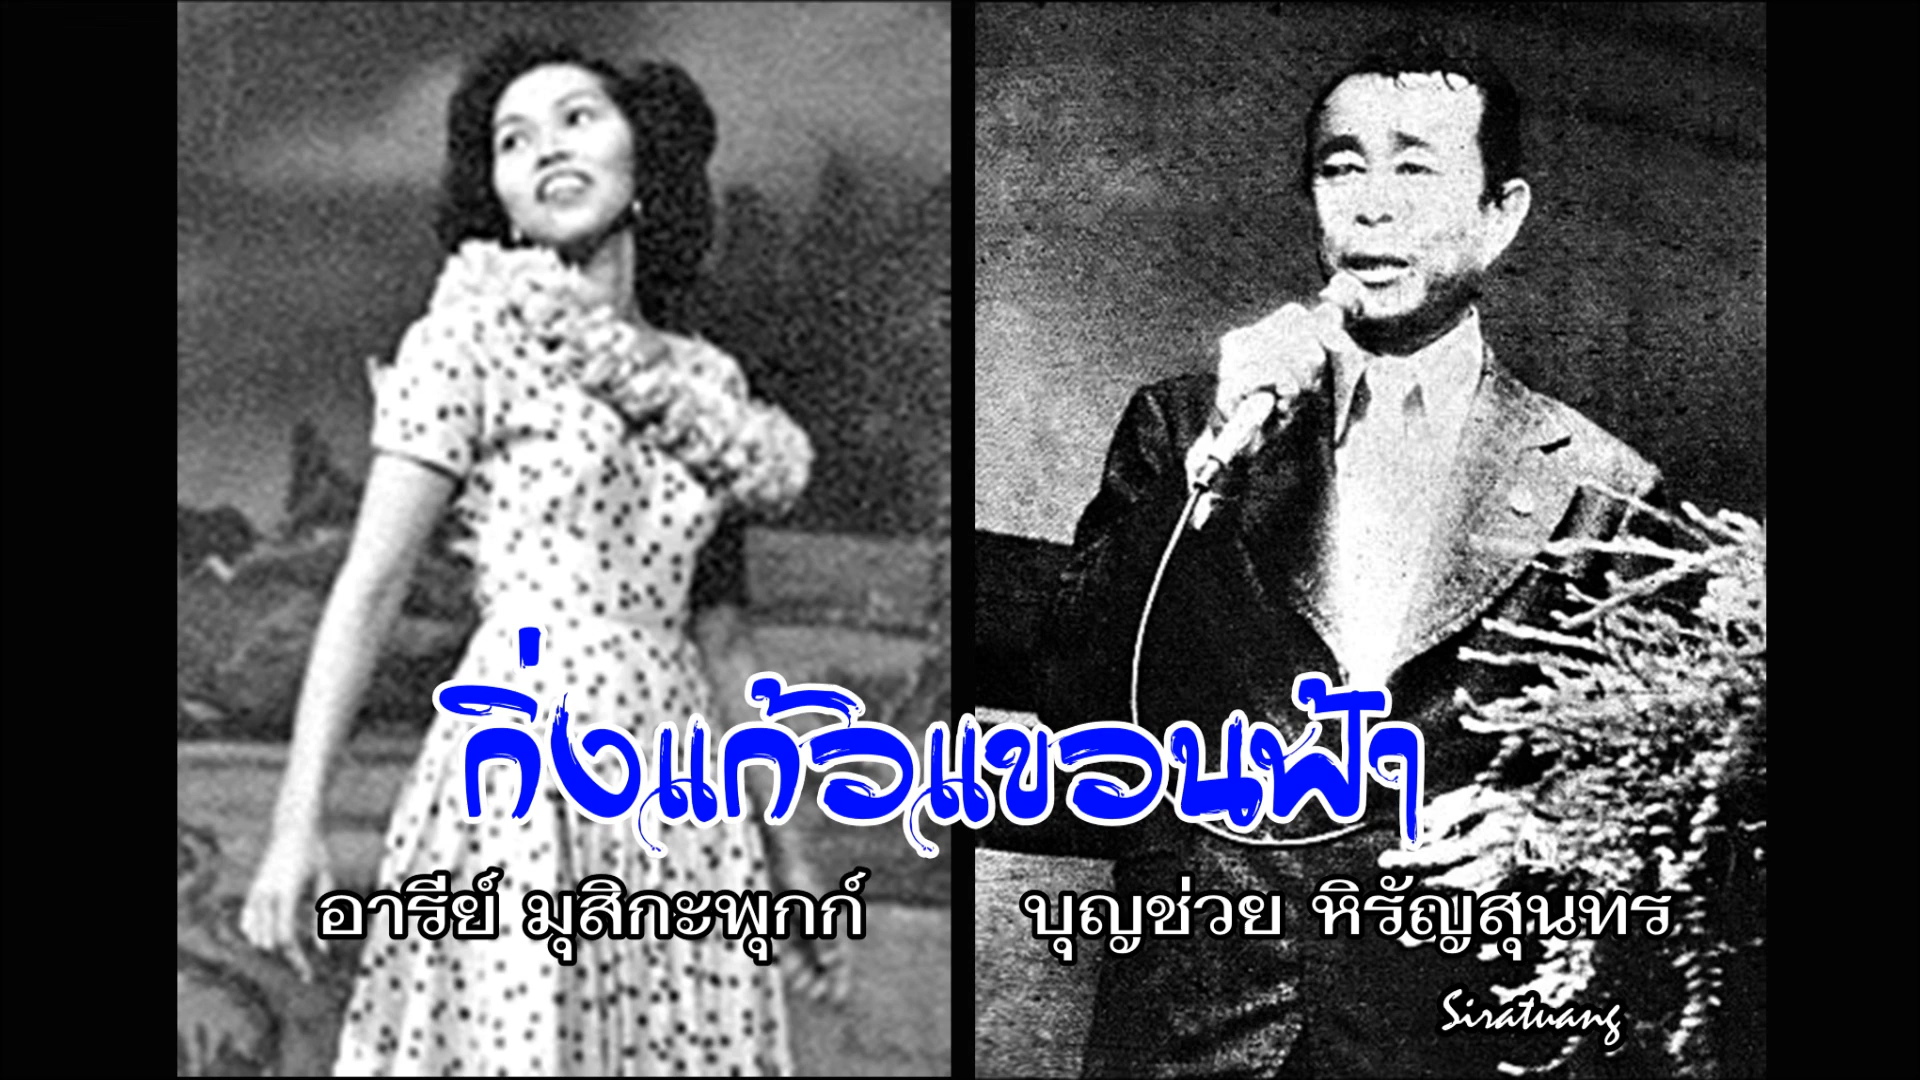 กิ่งแก้วแขวนฟ้า
อารีย์ มุสิกะพุกก์
บุญช่วย หิรัญสุนทร
Siratuang